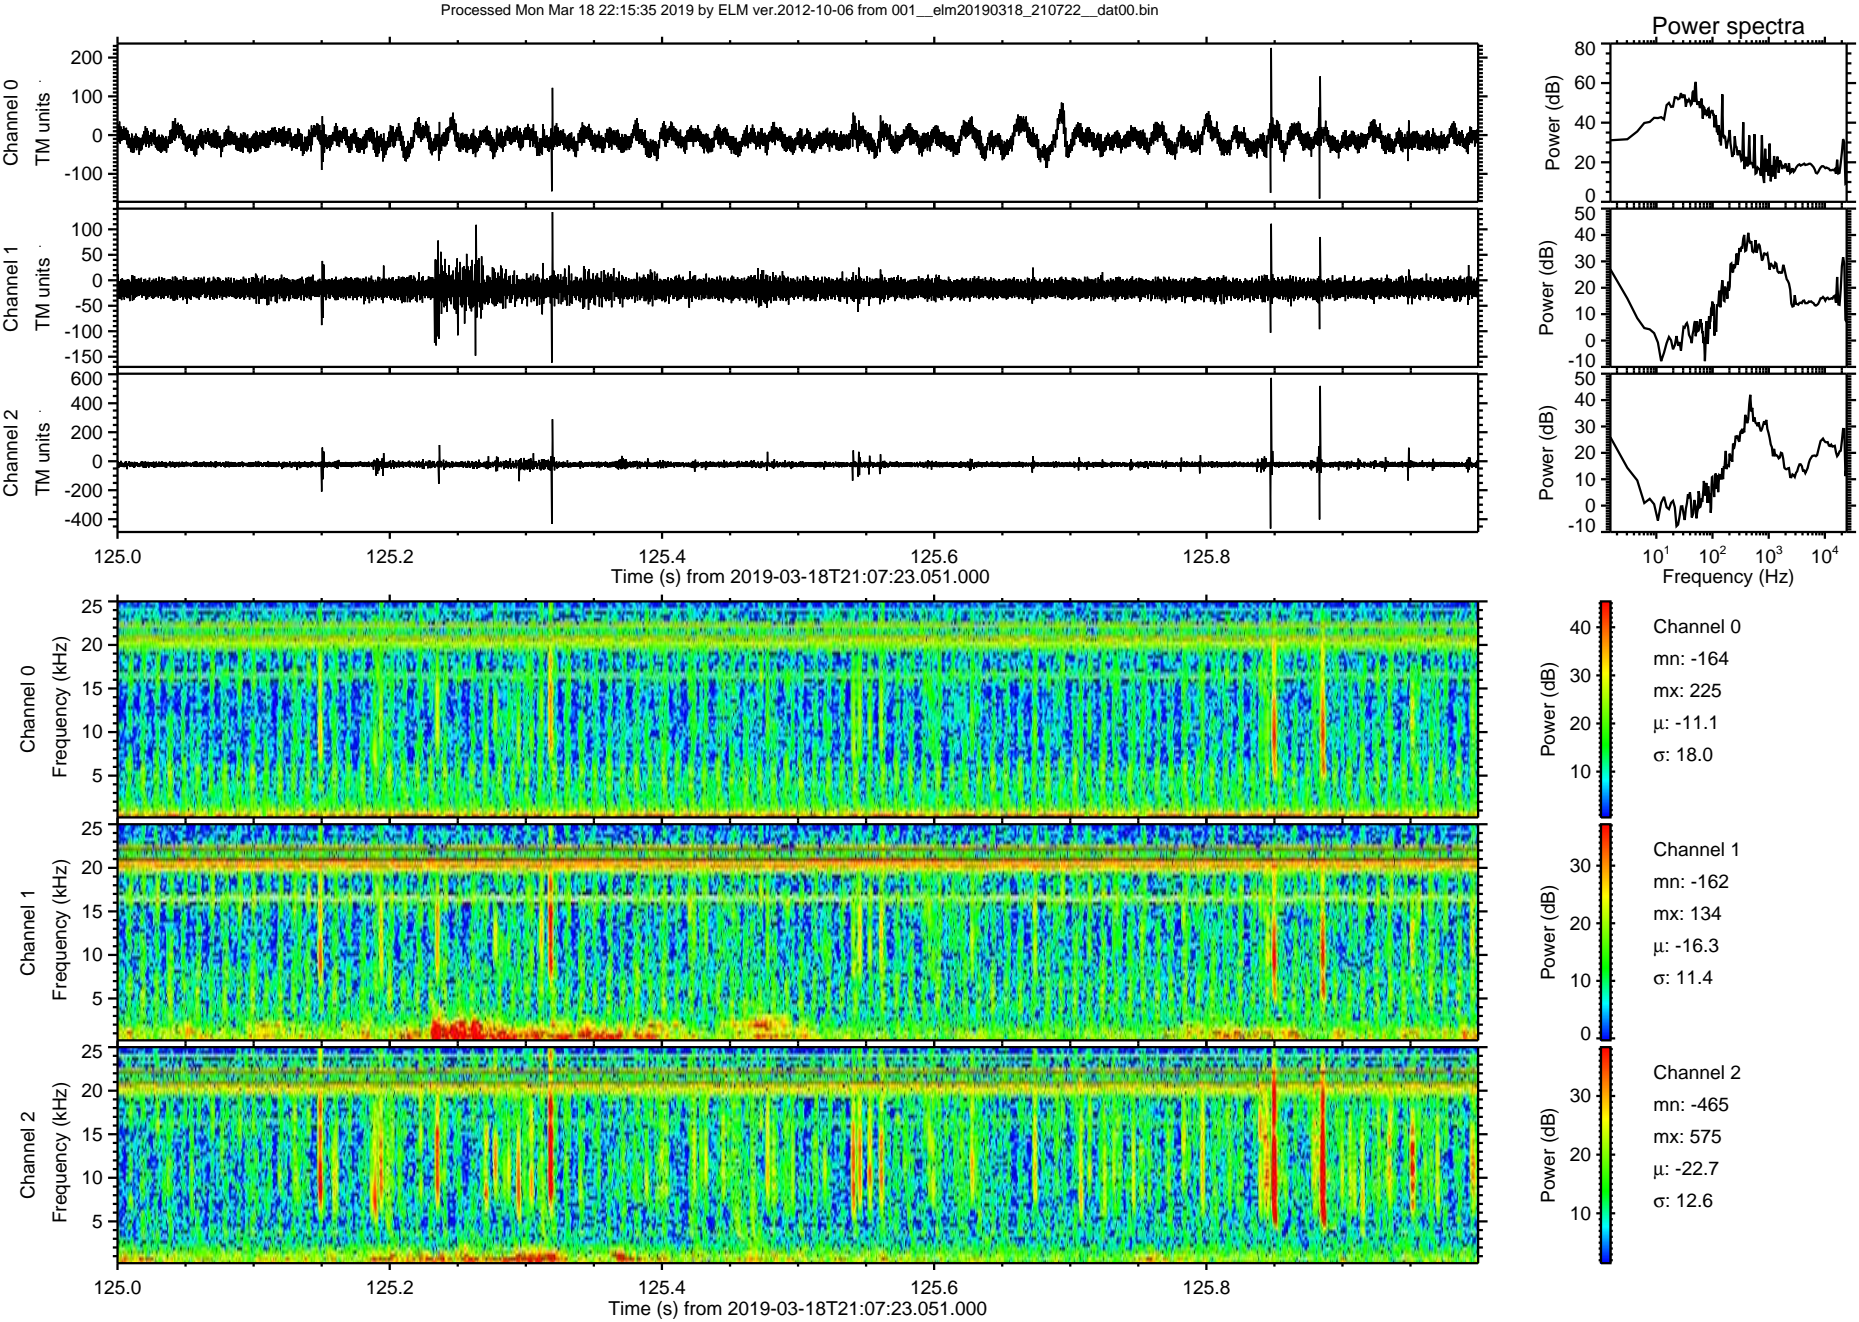 Processed Mon Mar 18 22:15:35 2019 by ELM ver.2012-10-06 from 001__elm20190318_210722__dat00.bin
Power spectra
Channel 0
TM units
200
100
0
-100
Power (dB)
80
60
40
20
0
Channel 1
TM units
100
50
0
-50
-100
-150
Power (dB)
50
40
30
20
10
0
-10
Channel 2
TM units
600
400
200
0
-200
-400
Power (dB)
50
40
30
20
10
0
-10
125.0 125.2 125.4 125.6 125.8
Time (s) from 2019-03-18T21:07:23.051.000
10^1 10^2 10^3 10^4
Frequency (Hz)
Channel 0
Frequency (kHz)
25
20
15
10
5
Power (dB)
40
30
20
10
Channel 0
mn: -164
mx: 225
μ: -11.1
σ: 18.0
Channel 1
Frequency (kHz)
25
20
15
10
5
Power (dB)
30
20
10
0
Channel 1
mn: -162
mx: 134
μ: -16.3
σ: 11.4
Channel 2
Frequency (kHz)
25
20
15
10
5
Power (dB)
30
20
10
Channel 2
mn: -465
mx: 575
μ: -22.7
σ: 12.6
125.0 125.2 125.4 125.6 125.8
Time (s) from 2019-03-18T21:07:23.051.000